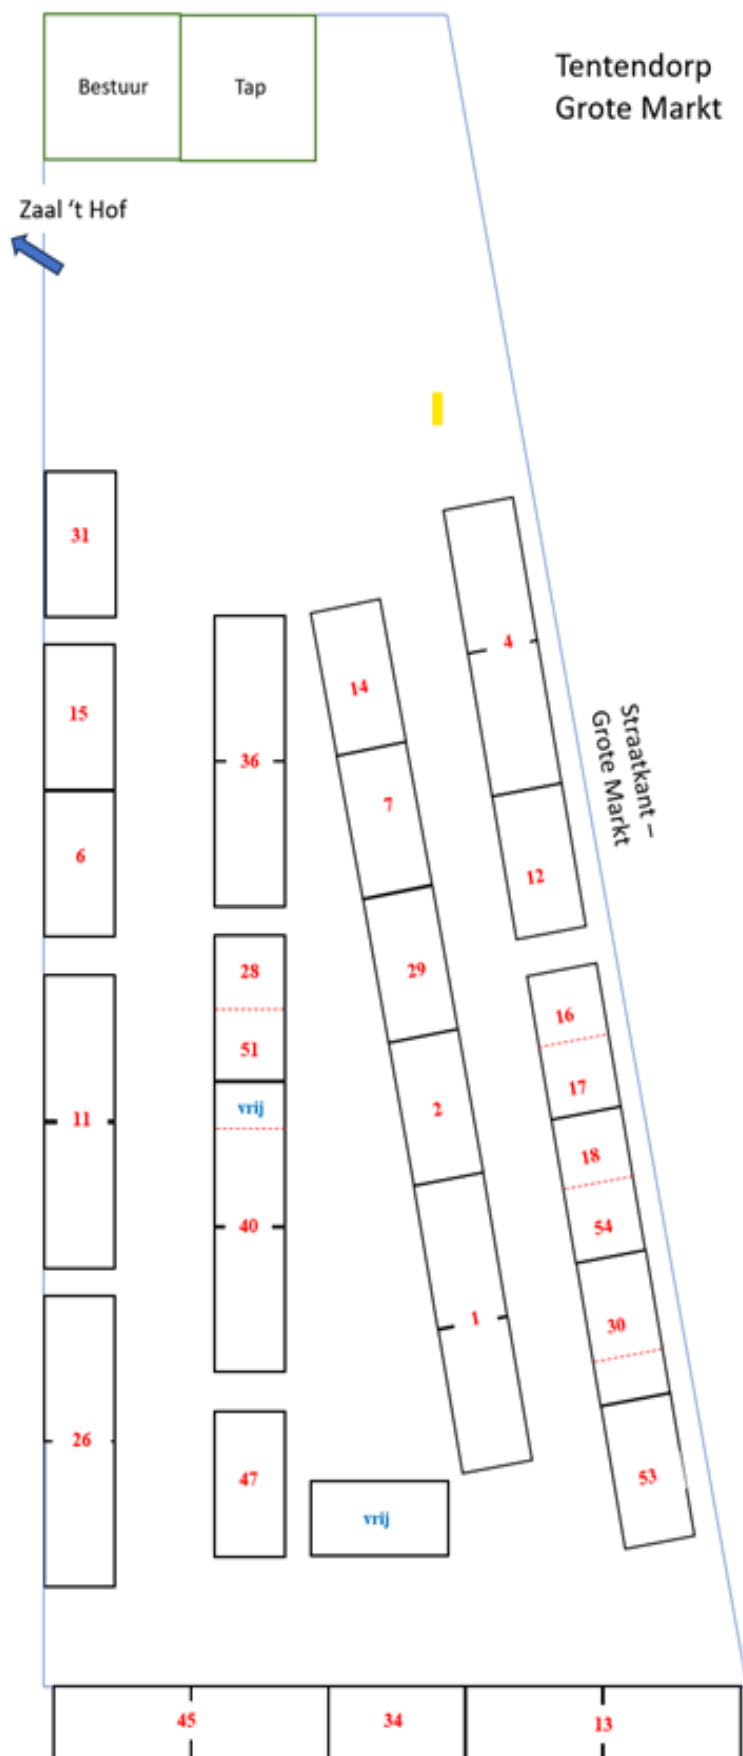 Bestuur
Tap
Tentendorp
Grote Markt
Zaal ‘t Hof
31
15
6
11
26
36
28
51
vrij
40
47
14
7
29
2
1
vrij
4
12
Straatkant –
Grote Markt
16
17
18
54
30
53
45
34
13